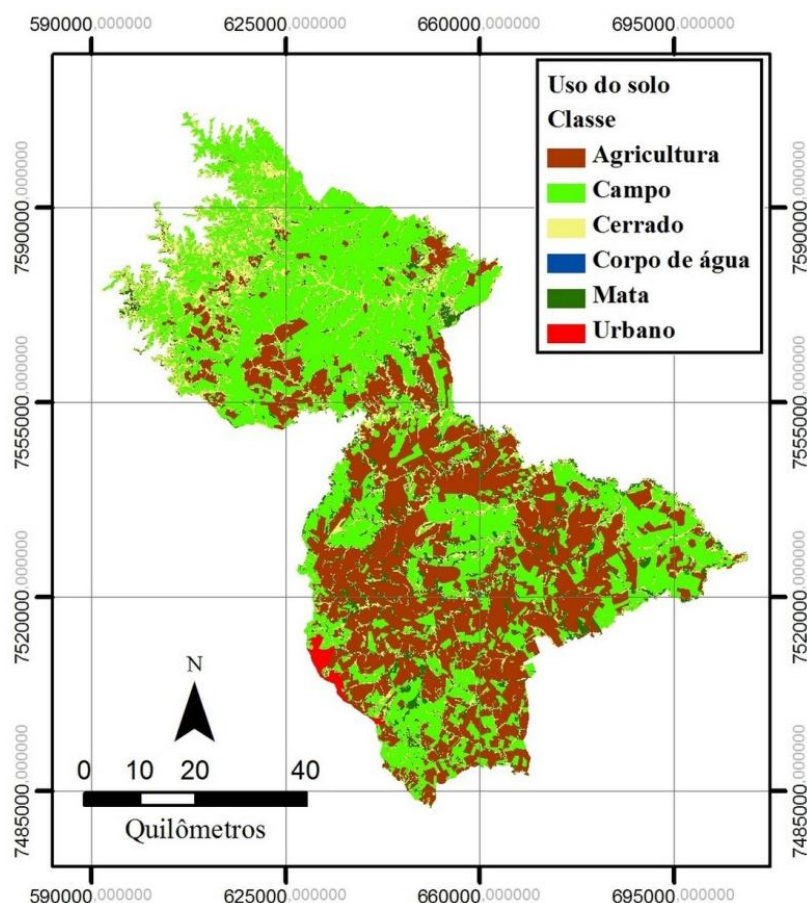 590000,000000 625000,000000 660000,000000 695000,000000
Uso do solo
Classe
Agricultura
Campo
Cerrado
Corpo de água
Mata
Urbano
7590000,000000
7590000,000000
7555000,000000
7555000,000000
7520000,000000
7520000,000000
7485000,000000
7485000,000000
N
0 10 20 40
Quilômetros
590000,000000 625000,000000 660000,000000 695000,000000